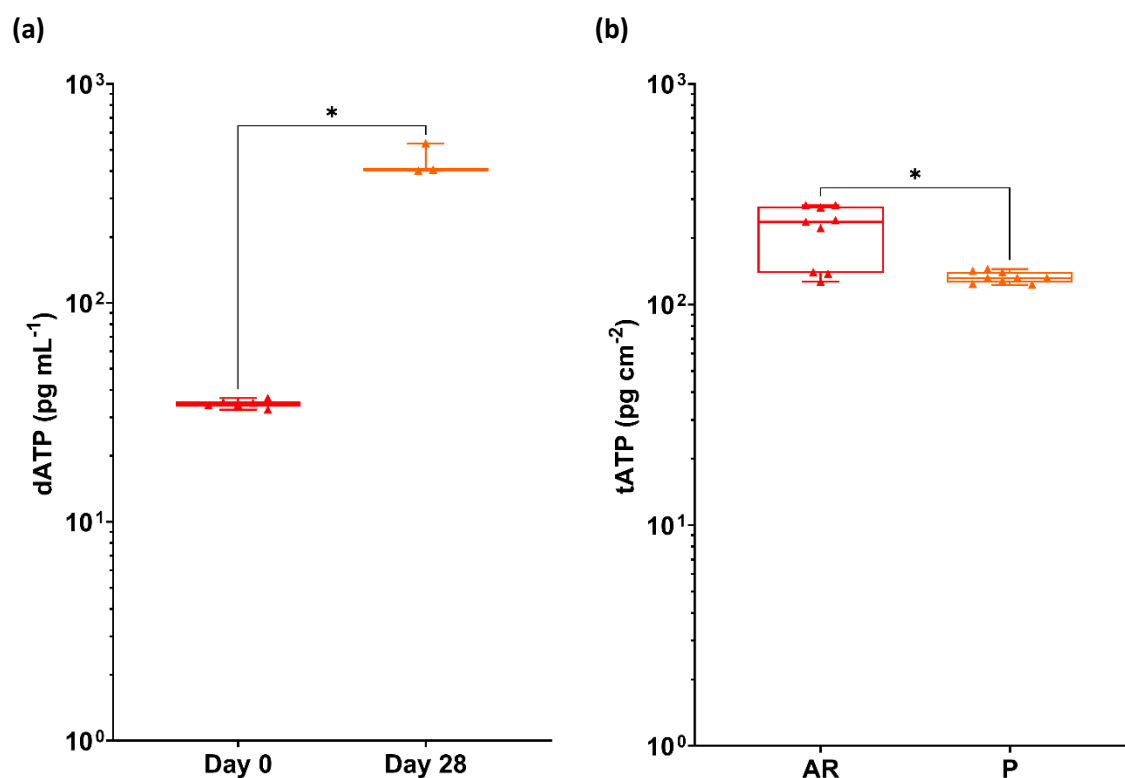 (a)
dATP (pg mL⁻¹)
10³
10²
10¹
10⁰
*
Day 0
Day 28
(b)
tATP (pg cm⁻²)
10³
10²
10¹
10⁰
*
AR
P